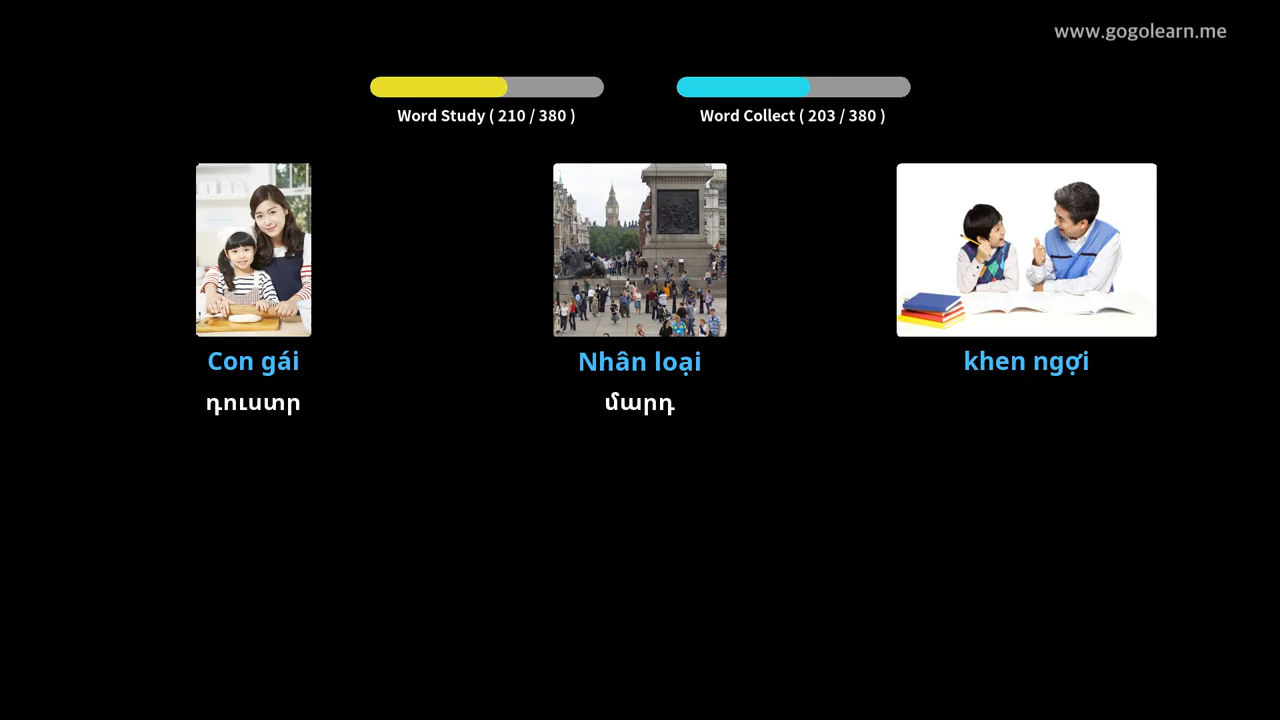 www.gogolearn.me
Word Study ( 210 / 380 )
Word Collect ( 203 / 380 )
Con gái
Nhân loại
khen ngợi
դուստր
մարդ